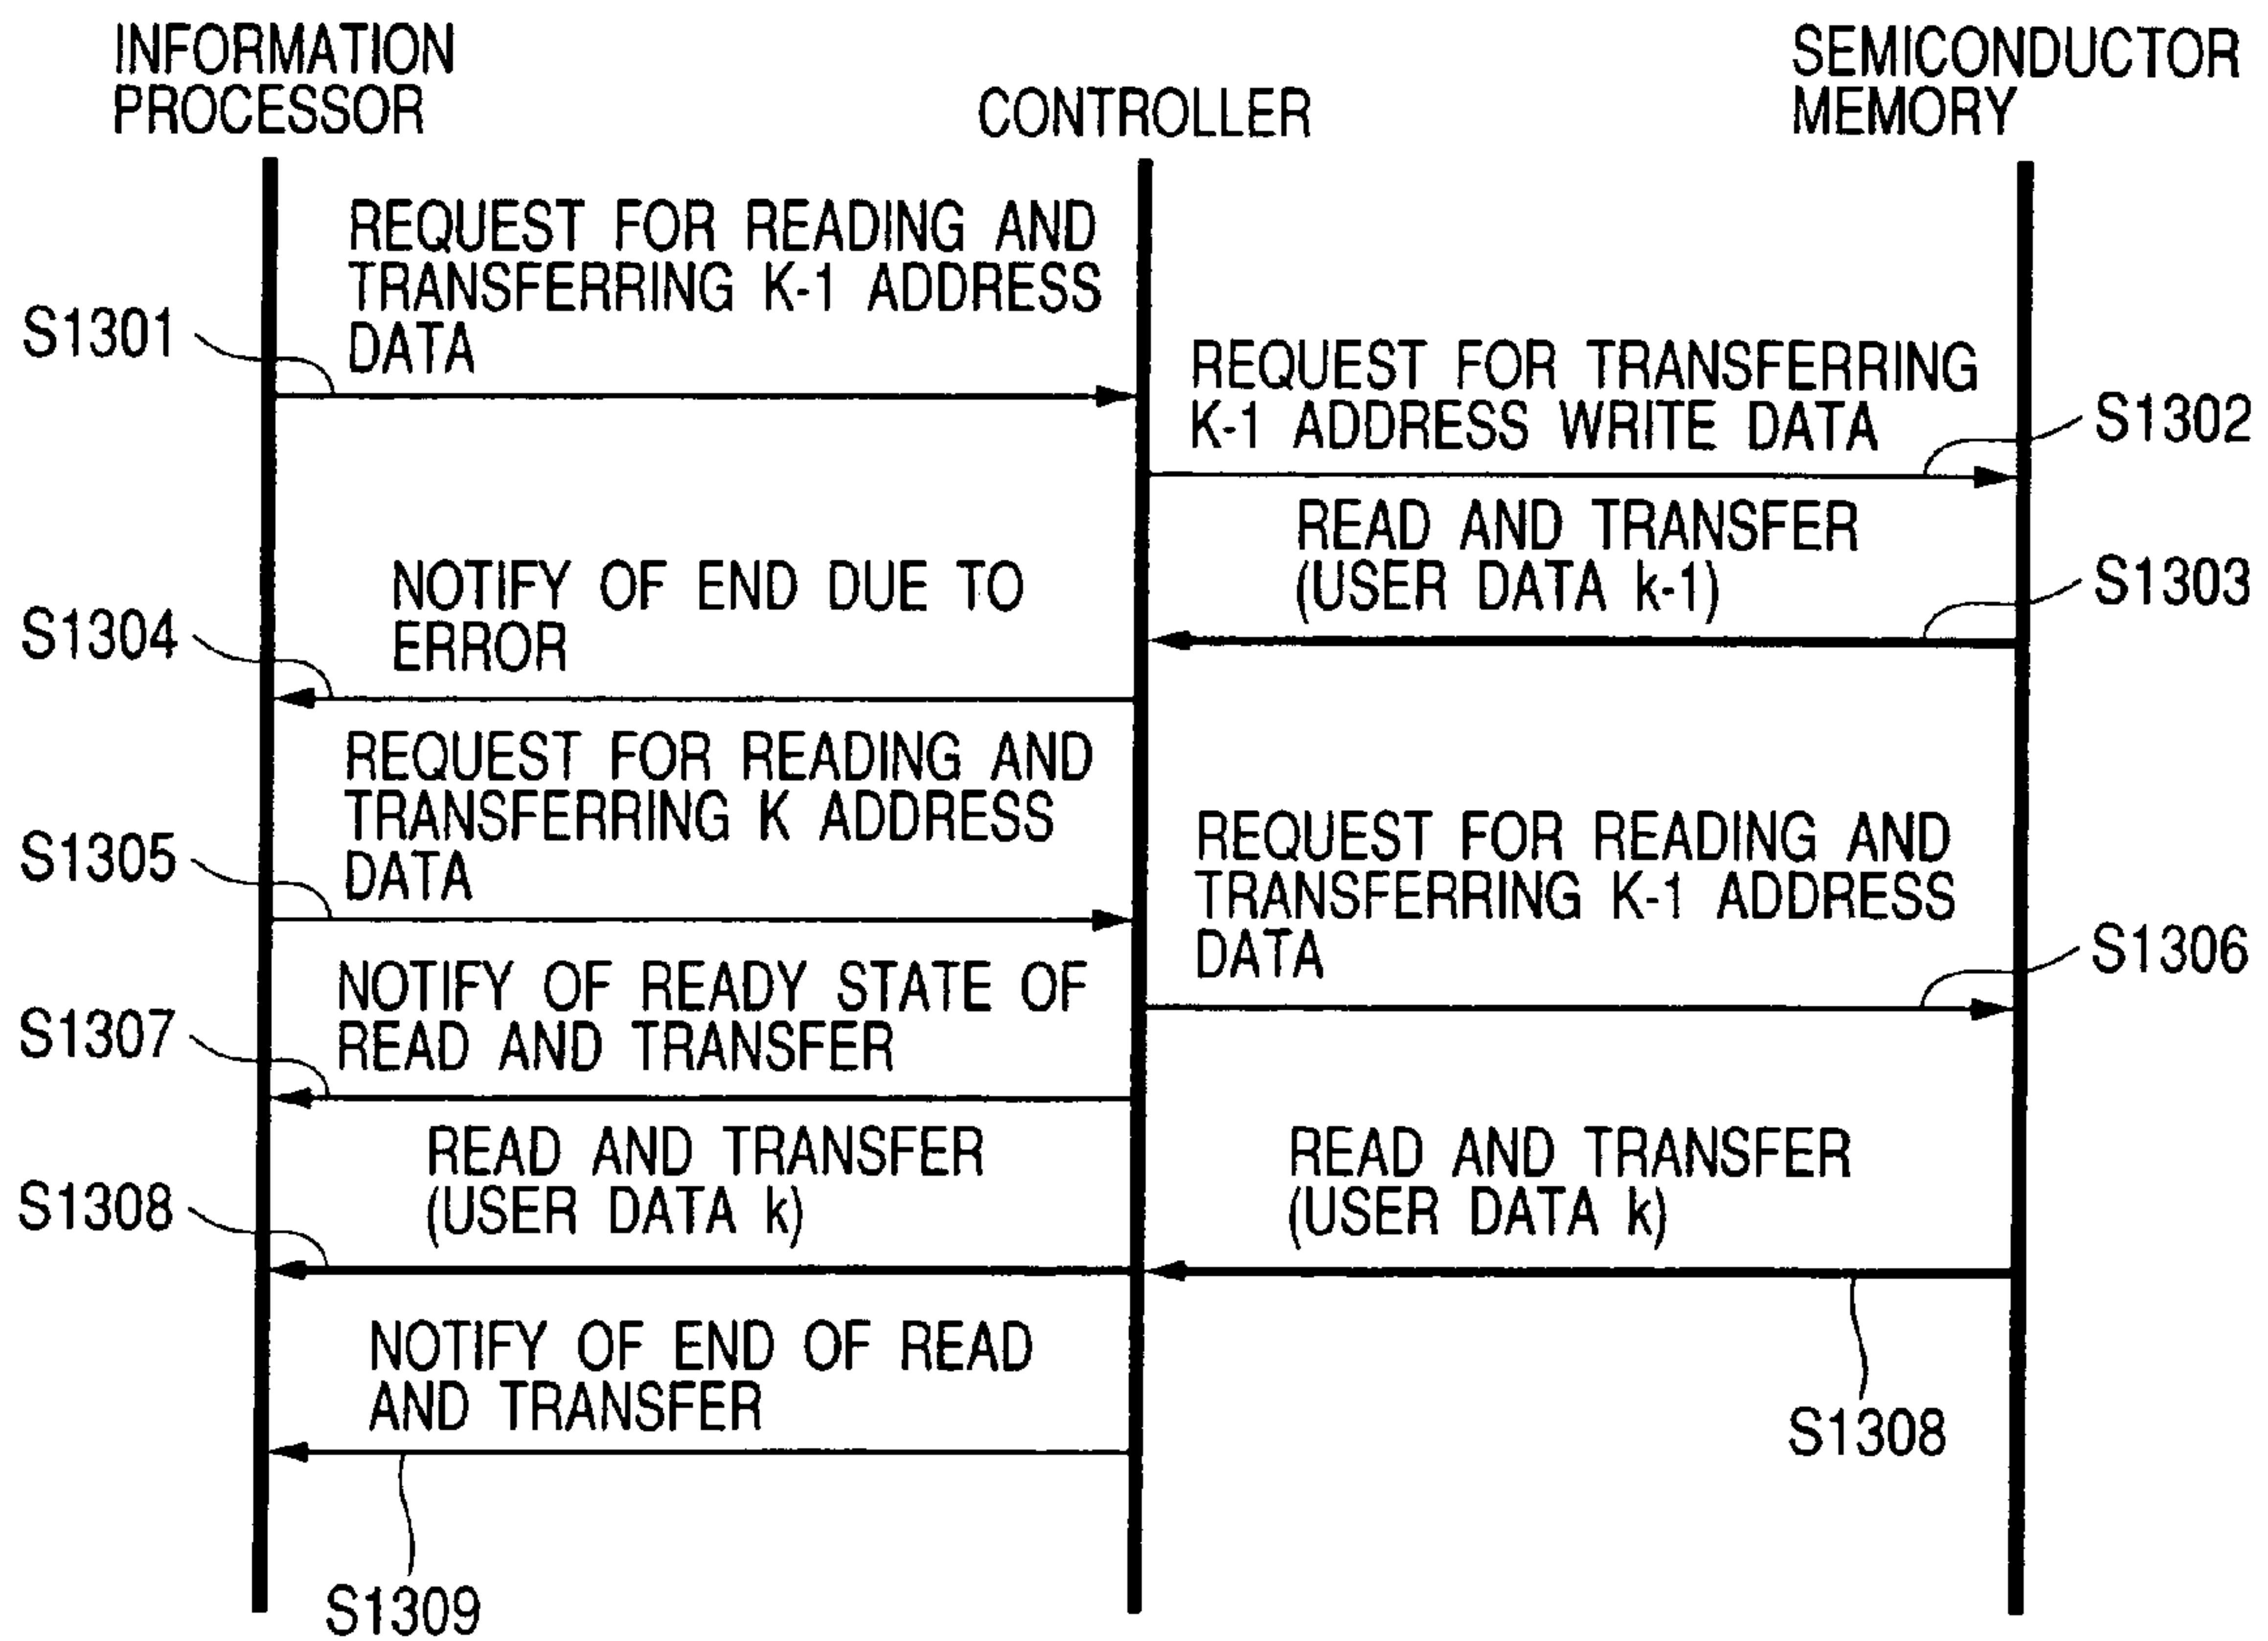 INFORMATION
PROCESSOR
CONTROLLER
SEMICONDUCTOR
MEMORY
REQUEST FOR READING AND
TRANSFERRING K-1 ADDRESS
DATA
S1301
REQUEST FOR TRANSFERRING
K-1 ADDRESS WRITE DATA
S1302
READ AND TRANSFER
(USER DATA k-1)
S1303
NOTIFY OF END DUE TO
ERROR
S1304
REQUEST FOR READING AND
TRANSFERRING K ADDRESS
DATA
S1305
REQUEST FOR READING AND
TRANSFERRING K-1 ADDRESS
DATA
S1306
NOTIFY OF READY STATE OF
READ AND TRANSFER
S1307
READ AND TRANSFER
(USER DATA k)
S1308
READ AND TRANSFER
(USER DATA k)
S1308
NOTIFY OF END OF READ
AND TRANSFER
S1309